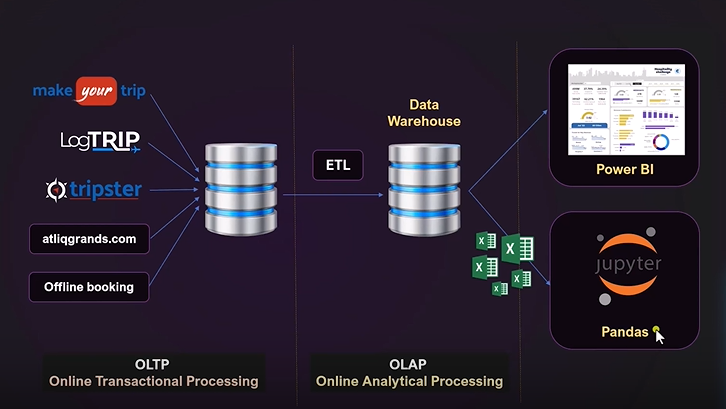 make your trip
LogTRIP
tripster
atliqgrands.com
Offline booking
ETL
Data
Warehouse
Power BI
jupyter
Pandas
OLTP
Online Transactional Processing
OLAP
Online Analytical Processing